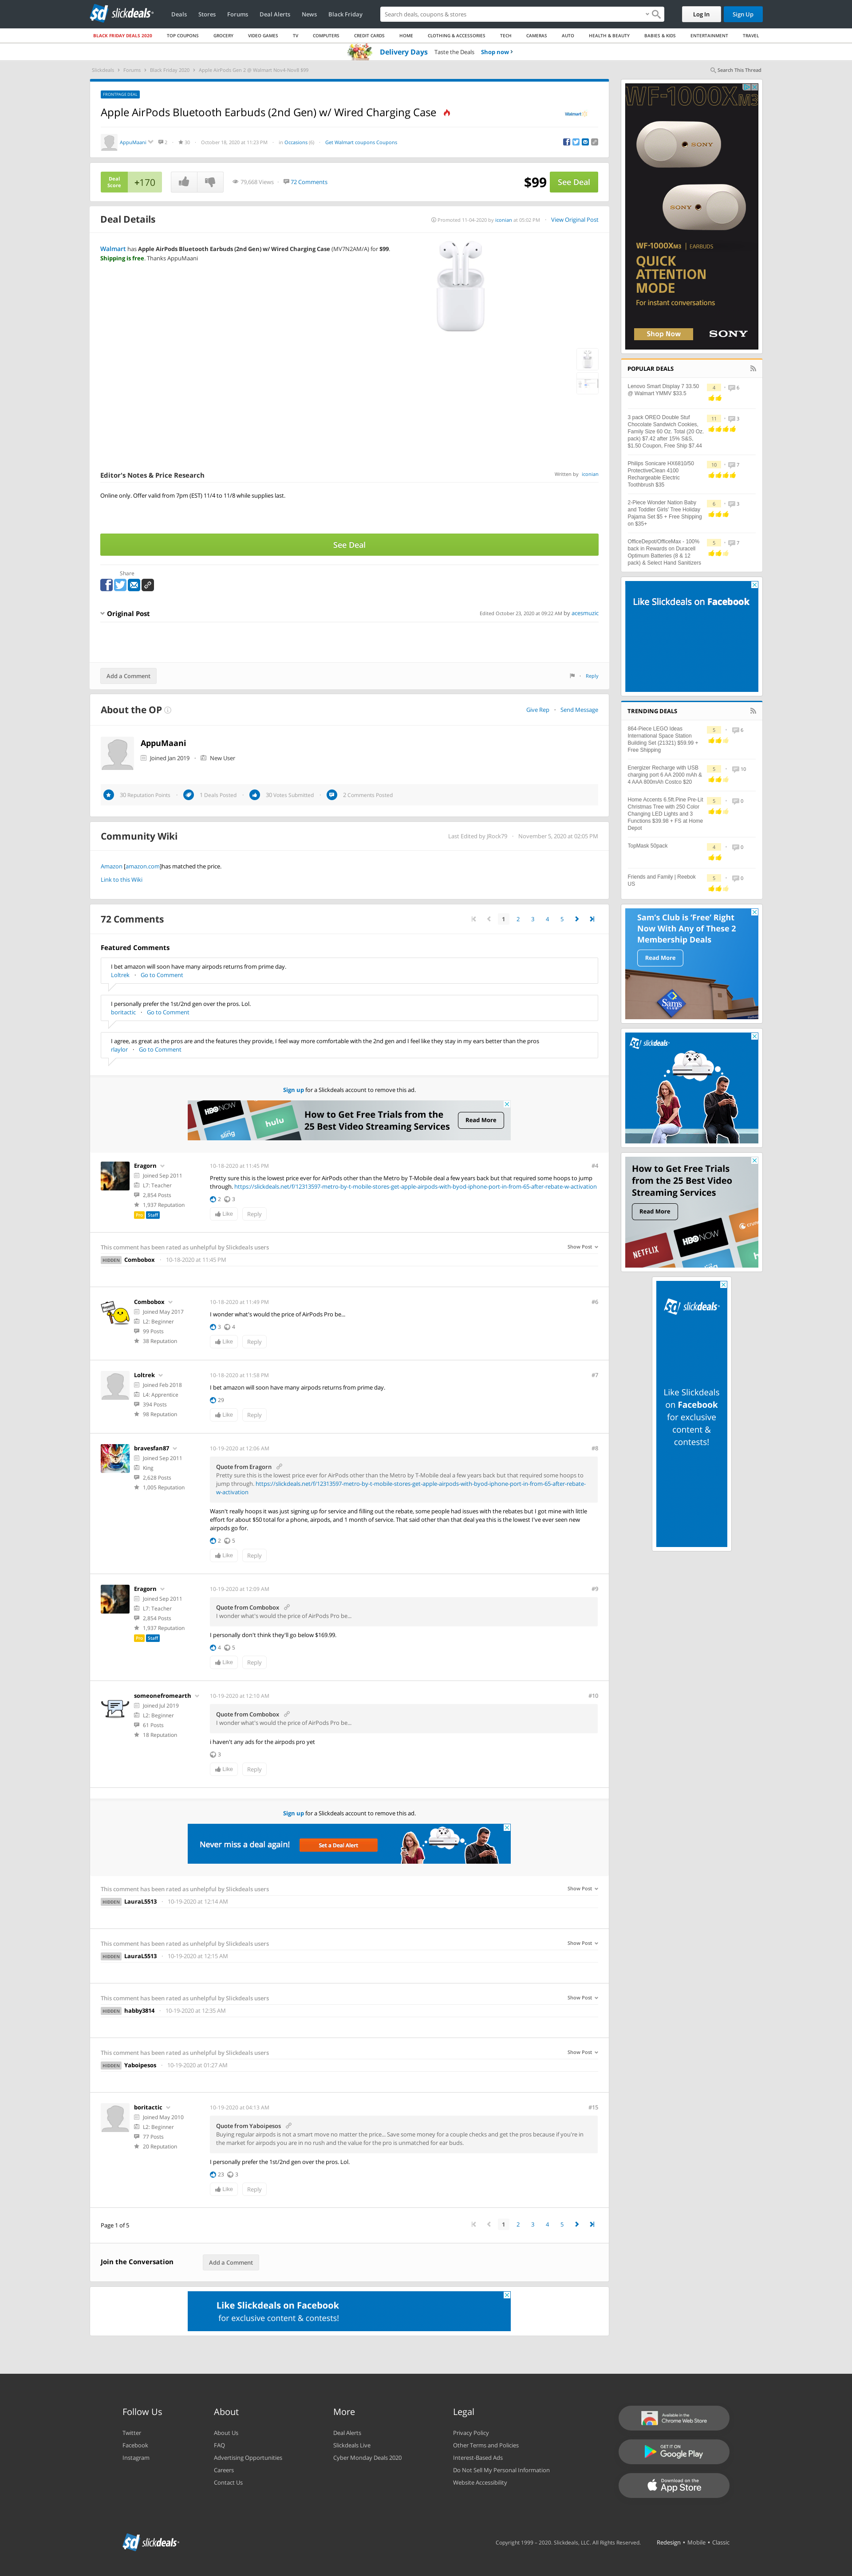 slickdeals
Deals
Stores
Forums
Deal Alerts
News
Black Friday
Search deals, coupons & stores
Log In
Sign Up
BLACK FRIDAY DEALS 2020
TOP COUPONS
GROCERY
VIDEO GAMES
TV
COMPUTERS
CREDIT CARDS
HOME
CLOTHING & ACCESSORIES
TECH
CAMERAS
AUTO
HEALTH & BEAUTY
BABIES & KIDS
ENTERTAINMENT
TRAVEL
Delivery Days Taste the Deals Shop now
Slickdeals > Forums > Black Friday 2020 > Apple AirPods Gen 2 @ Walmart Nov4-Nov8 $99
Search This Thread
FRONTPAGE DEAL
Apple AirPods Bluetooth Earbuds (2nd Gen) w/ Wired Charging Case
Walmart
AppuMaani 2 30 October 18, 2020 at 11:23 PM in Occasions (6) Get Walmart coupons Coupons
Deal Score +170
79,668 Views 72 Comments
$99 See Deal
Deal Details
Promoted 11-04-2020 by iconian at 05:02 PM View Original Post
Walmart has Apple AirPods Bluetooth Earbuds (2nd Gen) w/ Wired Charging Case (MV7N2AM/A) for $99.
Shipping is free. Thanks AppuMaani
Editor's Notes & Price Research
Written by iconian
Online only. Offer valid from 7pm (EST) 11/4 to 11/8 while supplies last.
See Deal
Share
Original Post
Edited October 23, 2020 at 09:22 AM by acesmuzic
Add a Comment
Reply
About the OP
Give Rep Send Message
AppuMaani
Joined Jan 2019 New User
30 Reputation Points 1 Deals Posted 30 Votes Submitted 2 Comments Posted
Community Wiki
Last Edited by JRock79 November 5, 2020 at 02:05 PM
Amazon [amazon.com]has matched the price.
Link to this Wiki
72 Comments
1 2 3 4 5
Featured Comments
I bet amazon will soon have many airpods returns from prime day.
Loltrek Go to Comment
I personally prefer the 1st/2nd gen over the pros. Lol.
boritactic Go to Comment
I agree, as great as the pros are and the features they provide, I feel way more comfortable with the 2nd gen and I feel like they stay in my ears better than the pros
rlaylor Go to Comment
Sign up for a Slickdeals account to remove this ad.
HBO NOW
hulu
sling
How to Get Free Trials from the
25 Best Video Streaming Services
Read More
Eragorn
Joined Sep 2011
L7: Teacher
2,854 Posts
1,937 Reputation
Pro Staff
10-18-2020 at 11:45 PM
#4
Pretty sure this is the lowest price ever for AirPods other than the Metro by T-Mobile deal a few years back but that required some hoops to jump
through. https://slickdeals.net/f/12313597-metro-by-t-mobile-stores-get-apple-airpods-with-byod-iphone-port-in-from-65-after-rebate-w-activation
2 3
Like Reply
This comment has been rated as unhelpful by Slickdeals users
Show Post
HIDDEN Combobox 10-18-2020 at 11:45 PM
Combobox
Joined May 2017
L2: Beginner
99 Posts
38 Reputation
10-18-2020 at 11:49 PM
#6
I wonder what's would the price of AirPods Pro be...
3 4
Like Reply
Loltrek
Joined Feb 2018
L4: Apprentice
394 Posts
98 Reputation
10-18-2020 at 11:58 PM
#7
I bet amazon will soon have many airpods returns from prime day.
29
Like Reply
bravesfan87
Joined Sep 2011
King
2,628 Posts
1,005 Reputation
10-19-2020 at 12:06 AM
#8
Quote from Eragorn
Pretty sure this is the lowest price ever for AirPods other than the Metro by T-Mobile deal a few years back but that required some hoops to
jump through. https://slickdeals.net/f/12313597-metro-by-t-mobile-stores-get-apple-airpods-with-byod-iphone-port-in-from-65-after-rebate-
w-activation
Wasn't really hoops it was just signing up for service and filling out the rebate, some people had issues with the rebates but I got mine with little
effort for about $50 total for a phone, airpods, and 1 month of service. That said other than that deal yea this is the lowest I've ever seen new
airpods go for.
2 5
Like Reply
Eragorn
Joined Sep 2011
L7: Teacher
2,854 Posts
1,937 Reputation
Pro Staff
10-19-2020 at 12:09 AM
#9
Quote from Combobox
I wonder what's would the price of AirPods Pro be...
I personally don't think they'll go below $169.99.
4 5
Like Reply
someonefromearth
Joined Jul 2019
L2: Beginner
61 Posts
18 Reputation
10-19-2020 at 12:10 AM
#10
Quote from Combobox
I wonder what's would the price of AirPods Pro be...
i haven't any ads for the airpods pro yet
3
Like Reply
Sign up for a Slickdeals account to remove this ad.
Never miss a deal again! Set a Deal Alert
This comment has been rated as unhelpful by Slickdeals users
Show Post
HIDDEN LauraL5513 10-19-2020 at 12:14 AM
This comment has been rated as unhelpful by Slickdeals users
Show Post
HIDDEN LauraL5513 10-19-2020 at 12:15 AM
This comment has been rated as unhelpful by Slickdeals users
Show Post
HIDDEN habby3814 10-19-2020 at 12:35 AM
This comment has been rated as unhelpful by Slickdeals users
Show Post
HIDDEN Yaboipesos 10-19-2020 at 01:27 AM
boritactic
Joined May 2010
L2: Beginner
77 Posts
20 Reputation
10-19-2020 at 04:13 AM
#15
Quote from Yaboipesos
Buying regular airpods is not a smart move no matter the price... Save some money for a couple checks and get the pros because if you're in
the market for airpods you are in no rush and the value for the pro is unmatched for ear buds.
I personally prefer the 1st/2nd gen over the pros. Lol.
23 3
Like Reply
Page 1 of 5
1 2 3 4 5
Join the Conversation
Add a Comment
Like Slickdeals on Facebook
for exclusive content & contests!
WF-1000XM3
SONY
SONY
WF-1000XM3 | EARBUDS
QUICK
ATTENTION
MODE
For instant conversations
Shop Now
SONY
POPULAR DEALS
Lenovo Smart Display 7 33.50
@ Walmart YMMV $33.5
4 6
3 pack OREO Double Stuf
Chocolate Sandwich Cookies,
Family Size 60 Oz. Total (20 Oz.
pack) $7.42 after 15% S&S,
$1.50 Coupon, Free Ship $7.44
11 3
Philips Sonicare HX6810/50
ProtectiveClean 4100
Rechargeable Electric
Toothbrush $35
10 7
2-Piece Wonder Nation Baby
and Toddler Girls' Tree Holiday
Pajama Set $5 + Free Shipping
on $35+
6 3
OfficeDepot/OfficeMax - 100%
back in Rewards on Duracell
Optimum Batteries (8 & 12
pack) & Select Hand Sanitizers
5 7
Like Slickdeals on Facebook
TRENDING DEALS
864-Piece LEGO Ideas
International Space Station
Building Set (21321) $59.99 +
Free Shipping
5 6
Energizer Recharge with USB
charging port 6 AA 2000 mAh &
4 AAA 800mAh Costco $20
5 10
Home Accents 6.5ft.Pine Pre-Lit
Christmas Tree with 250 Color
Changing LED Lights and 3
Functions $39.98 + FS at Home
Depot
5 0
TopMask 50pack
4 0
Friends and Family | Reebok
US
5 0
Sam's Club is 'Free' Right
Now With Any of These 2
Membership Deals
Read More
Sam's
slickdeals
How to Get Free Trials
from the 25 Best Video
Streaming Services
Read More
NETFLIX
HBO NOW
sling
slickdeals
Like Slickdeals
on Facebook
for exclusive
content &
contests!
Follow Us
Twitter
Facebook
Instagram
About
About Us
FAQ
Advertising Opportunities
Careers
Contact Us
More
Deal Alerts
Slickdeals Live
Cyber Monday Deals 2020
Legal
Privacy Policy
Other Terms and Policies
Interest-Based Ads
Do Not Sell My Personal Information
Website Accessibility
Available in the
Chrome Web Store
GET IT ON
Google Play
Download on the
App Store
slickdeals
Copyright 1999 - 2020. Slickdeals, LLC. All Rights Reserved.
Redesign • Mobile • Classic